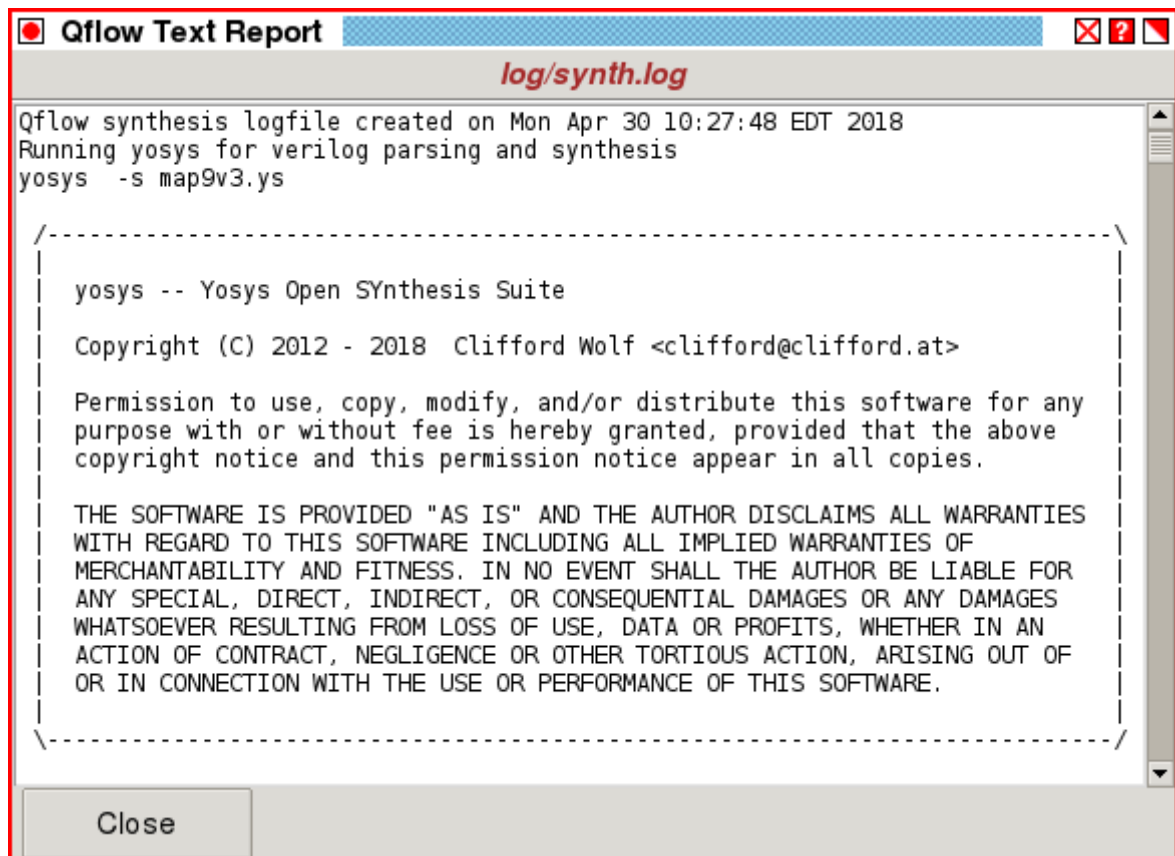 Qflow Text Report
log/synth.log
Qflow synthesis logfile created on Mon Apr 30 10:27:48 EDT 2018
Running yosys for verilog parsing and synthesis
yosys  -s map9v3.ys
/----------------------------------------------------------------------------\
yosys -- Yosys Open SYnthesis Suite
Copyright (C) 2012 - 2018  Clifford Wolf <clifford@clifford.at>
Permission to use, copy, modify, and/or distribute this software for any
purpose with or without fee is hereby granted, provided that the above
copyright notice and this permission notice appear in all copies.
THE SOFTWARE IS PROVIDED "AS IS" AND THE AUTHOR DISCLAIMS ALL WARRANTIES
WITH REGARD TO THIS SOFTWARE INCLUDING ALL IMPLIED WARRANTIES OF
MERCHANTABILITY AND FITNESS. IN NO EVENT SHALL THE AUTHOR BE LIABLE FOR
ANY SPECIAL, DIRECT, INDIRECT, OR CONSEQUENTIAL DAMAGES OR ANY DAMAGES
WHATSOEVER RESULTING FROM LOSS OF USE, DATA OR PROFITS, WHETHER IN AN
ACTION OF CONTRACT, NEGLIGENCE OR OTHER TORTIOUS ACTION, ARISING OUT OF
OR IN CONNECTION WITH THE USE OR PERFORMANCE OF THIS SOFTWARE.
\----------------------------------------------------------------------------/
Close